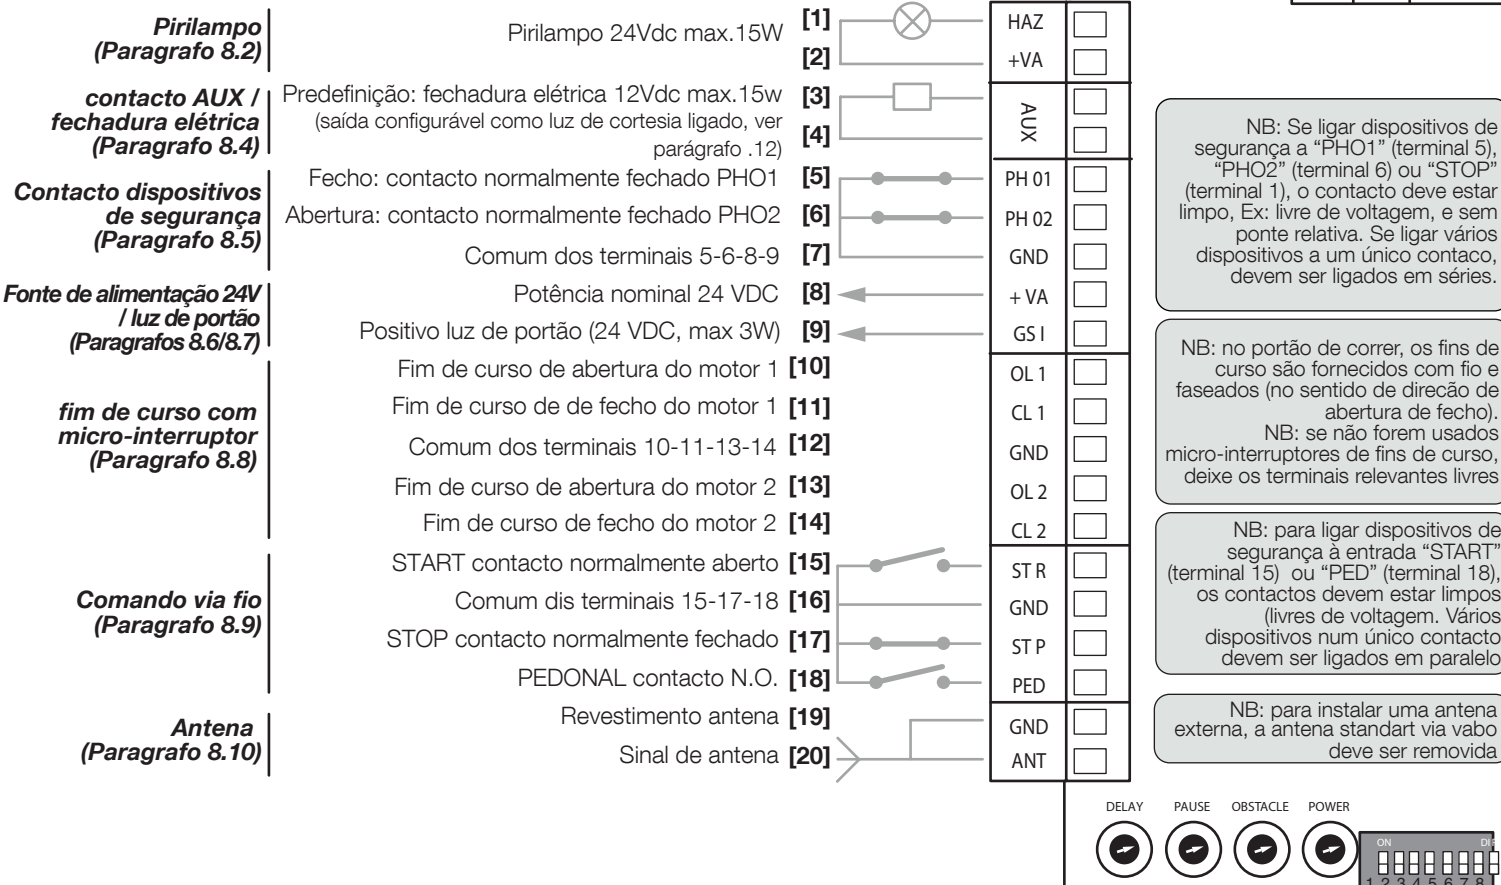 Pirilampo
(Paragrafo 8.2)
Pirilampo 24Vdc max.15W
[1]
[2]
HAZ
+VA
contacto AUX /
fechadura elétrica
(Paragrafo 8.4)
Predefinição: fechadura elétrica 12Vdc max.15w
(saída configurável como luz de cortesia ligado, ver
parágrafo .12)
[3]
[4]
AUX
Contacto dispositivos
de segurança
(Paragrafo 8.5)
Fecho: contacto normalmente fechado PHO1 [5] PH 01
Abertura: contacto normalmente fechado PHO2 [6] PH 02
Comum dos terminais 5-6-8-9 [7] GND
Fonte de alimentação 24V
/ luz de portão
(Paragrafos 8.6/8.7)
Potência nominal 24 VDC [8] + VA
Positivo luz de portão (24 VDC, max 3W) [9] GS I
fim de curso com
micro-interruptor
(Paragrafo 8.8)
Fim de curso de abertura do motor 1 [10] OL 1
Fim de curso de de fecho do motor 1 [11] CL 1
Comum dos terminais 10-11-13-14 [12] GND
Fim de curso de abertura do motor 2 [13] OL 2
Fim de curso de fecho do motor 2 [14] CL 2
Comando via fio
(Paragrafo 8.9)
START contacto normalmente aberto [15] ST R
Comum dis terminais 15-17-18 [16] GND
STOP contacto normalmente fechado [17] ST P
PEDONAL contacto N.O. [18] PED
Antena
(Paragrafo 8.10)
Revestimento antena [19] GND
Sinal de antena [20] ANT
NB: Se ligar dispositivos de
segurança a “PHO1” (terminal 5),
“PHO2” (terminal 6) ou “STOP”
(terminal 1), o contacto deve estar
limpo, Ex: livre de voltagem, e sem
ponte relativa. Se ligar vários
dispositivos a um único contaco,
devem ser ligados em séries.
NB: no portão de correr, os fins de
curso são fornecidos com fio e
faseados (no sentido de direcão de
abertura de fecho).
NB: se não forem usados
micro-interruptores de fins de curso,
deixe os terminais relevantes livres
NB: para ligar dispositivos de
segurança à entrada “START”
(terminal 15) ou “PED” (terminal 18),
os contactos devem estar limpos
(livres de voltagem. Vários
dispositivos num único contacto
devem ser ligados em paralelo
NB: para instalar uma antena
externa, a antena standart via vabo
deve ser removida
DELAY PAUSE OBSTACLE POWER
ON DIP
1 2 3 4 5 6 7 8